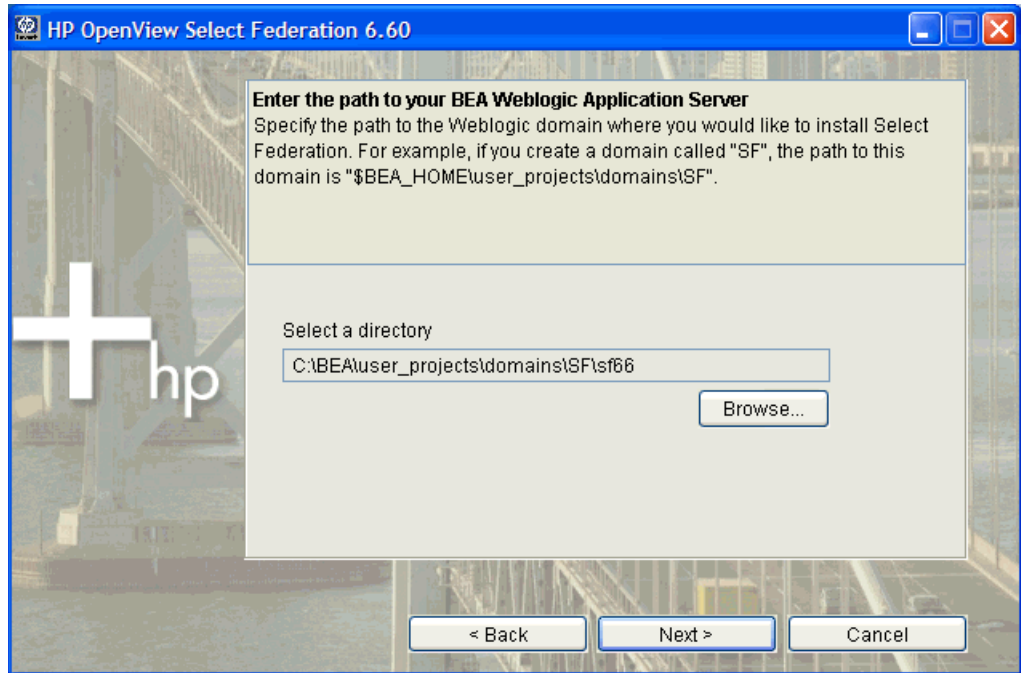 HP OpenView Select Federation 6.60
Enter the path to your BEA Weblogic Application Server
Specify the path to the Weblogic domain where you would like to install Select
Federation. For example, if you create a domain called "SF", the path to this
domain is "$BEA_HOME\user_projects\domains\SF".
Select a directory
C:\BEA\user_projects\domains\SF\sf66
Browse...
hp
< Back
Next >
Cancel